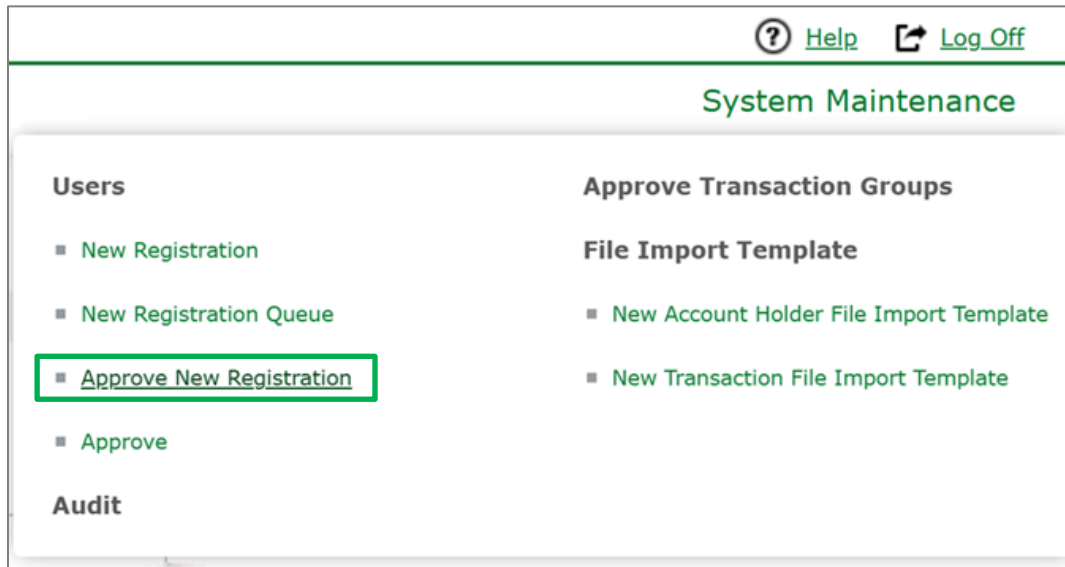 Help Log Off
System Maintenance
Users
New Registration
New Registration Queue
Approve New Registration
Approve
Audit
Approve Transaction Groups
File Import Template
New Account Holder File Import Template
New Transaction File Import Template